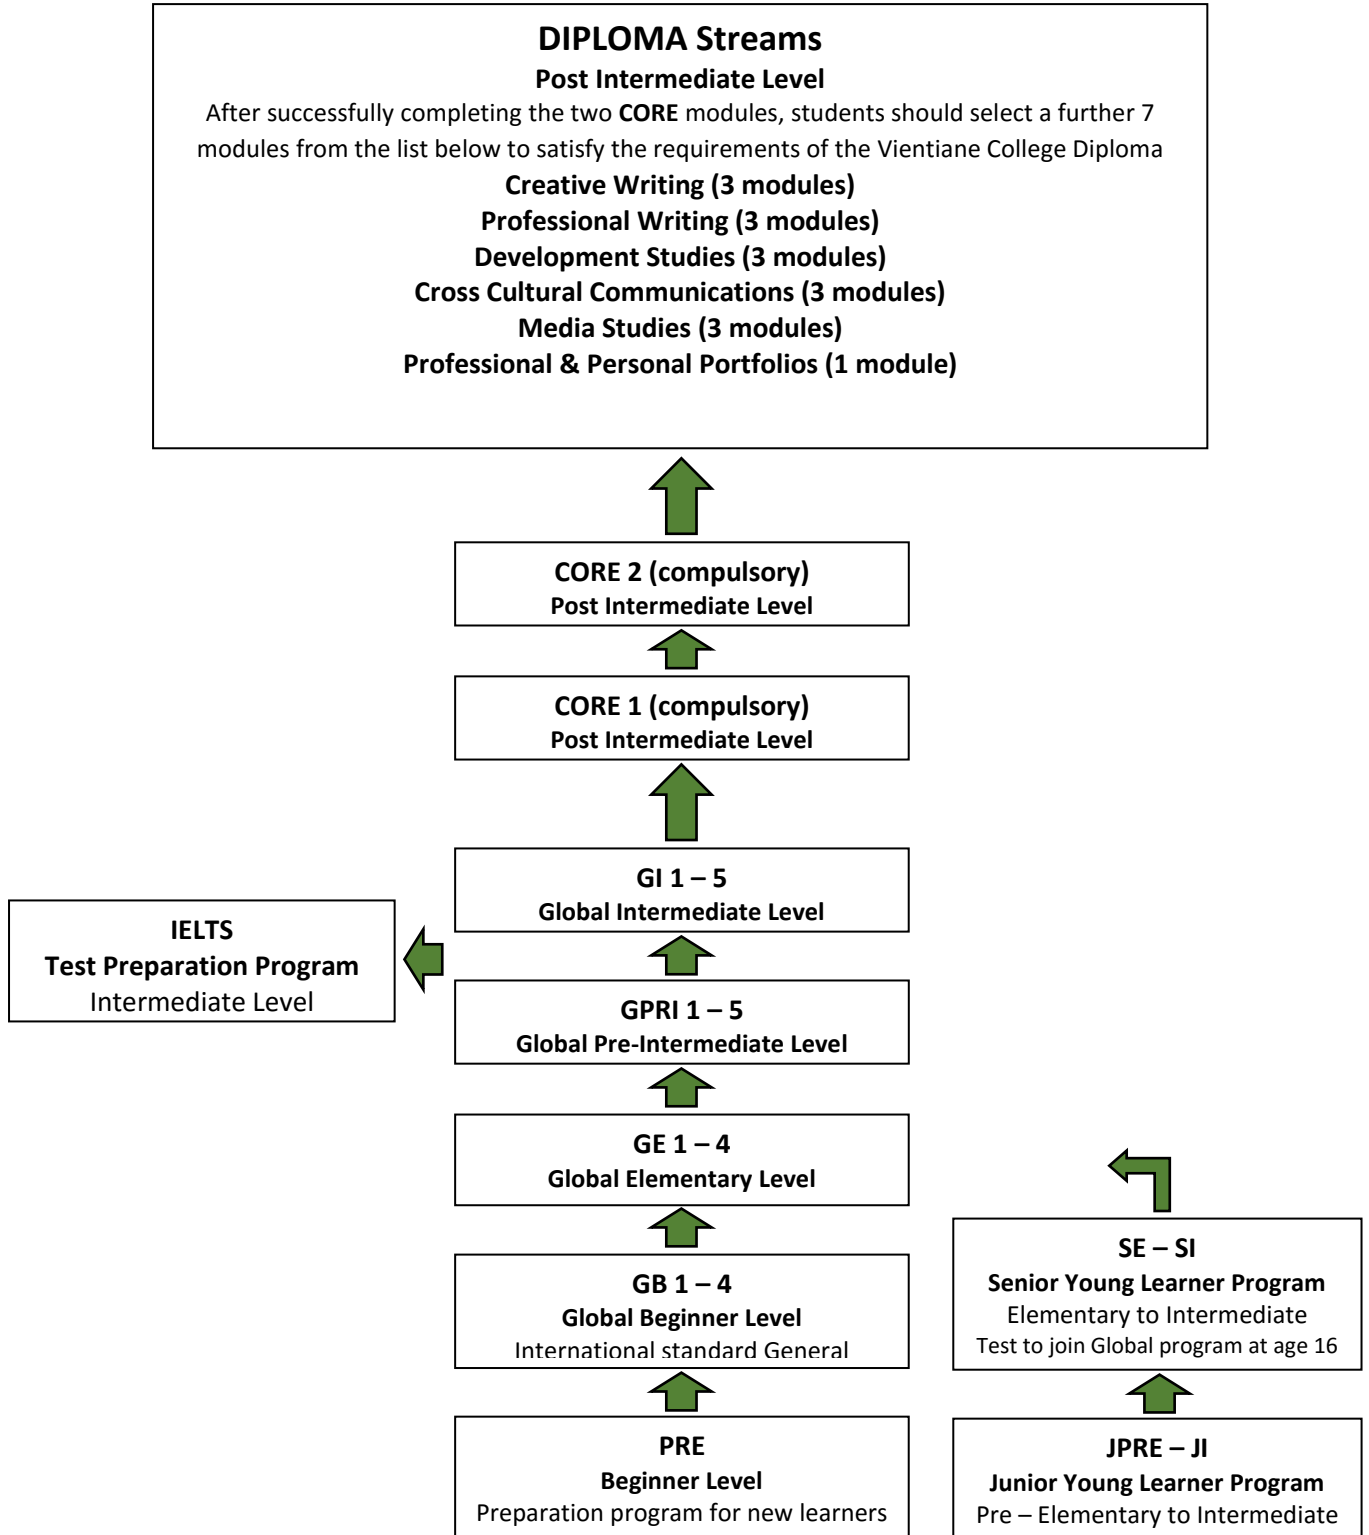 DIPLOMA Streams
Post Intermediate Level
After successfully completing the two CORE modules, students should select a further 7
modules from the list below to satisfy the requirements of the Vientiane College Diploma
Creative Writing (3 modules)
Professional Writing (3 modules)
Development Studies (3 modules)
Cross Cultural Communications (3 modules)
Media Studies (3 modules)
Professional & Personal Portfolios (1 module)
CORE 2 (compulsory)
Post Intermediate Level
CORE 1 (compulsory)
Post Intermediate Level
GI 1 – 5
Global Intermediate Level
IELTS
Test Preparation Program
Intermediate Level
GPRI 1 – 5
Global Pre-Intermediate Level
GE 1 – 4
Global Elementary Level
GB 1 – 4
Global Beginner Level
International standard General
SE – SI
Senior Young Learner Program
Elementary to Intermediate
Test to join Global program at age 16
PRE
Beginner Level
Preparation program for new learners
JPRE – JI
Junior Young Learner Program
Pre – Elementary to Intermediate